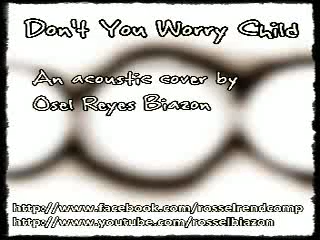 Don't You Worry Child
An acoustic cover by
Osel Reyes Biazon
http://www.facebook.com/rosselrendcomp
http://www.youtube.com/rosselbiazon